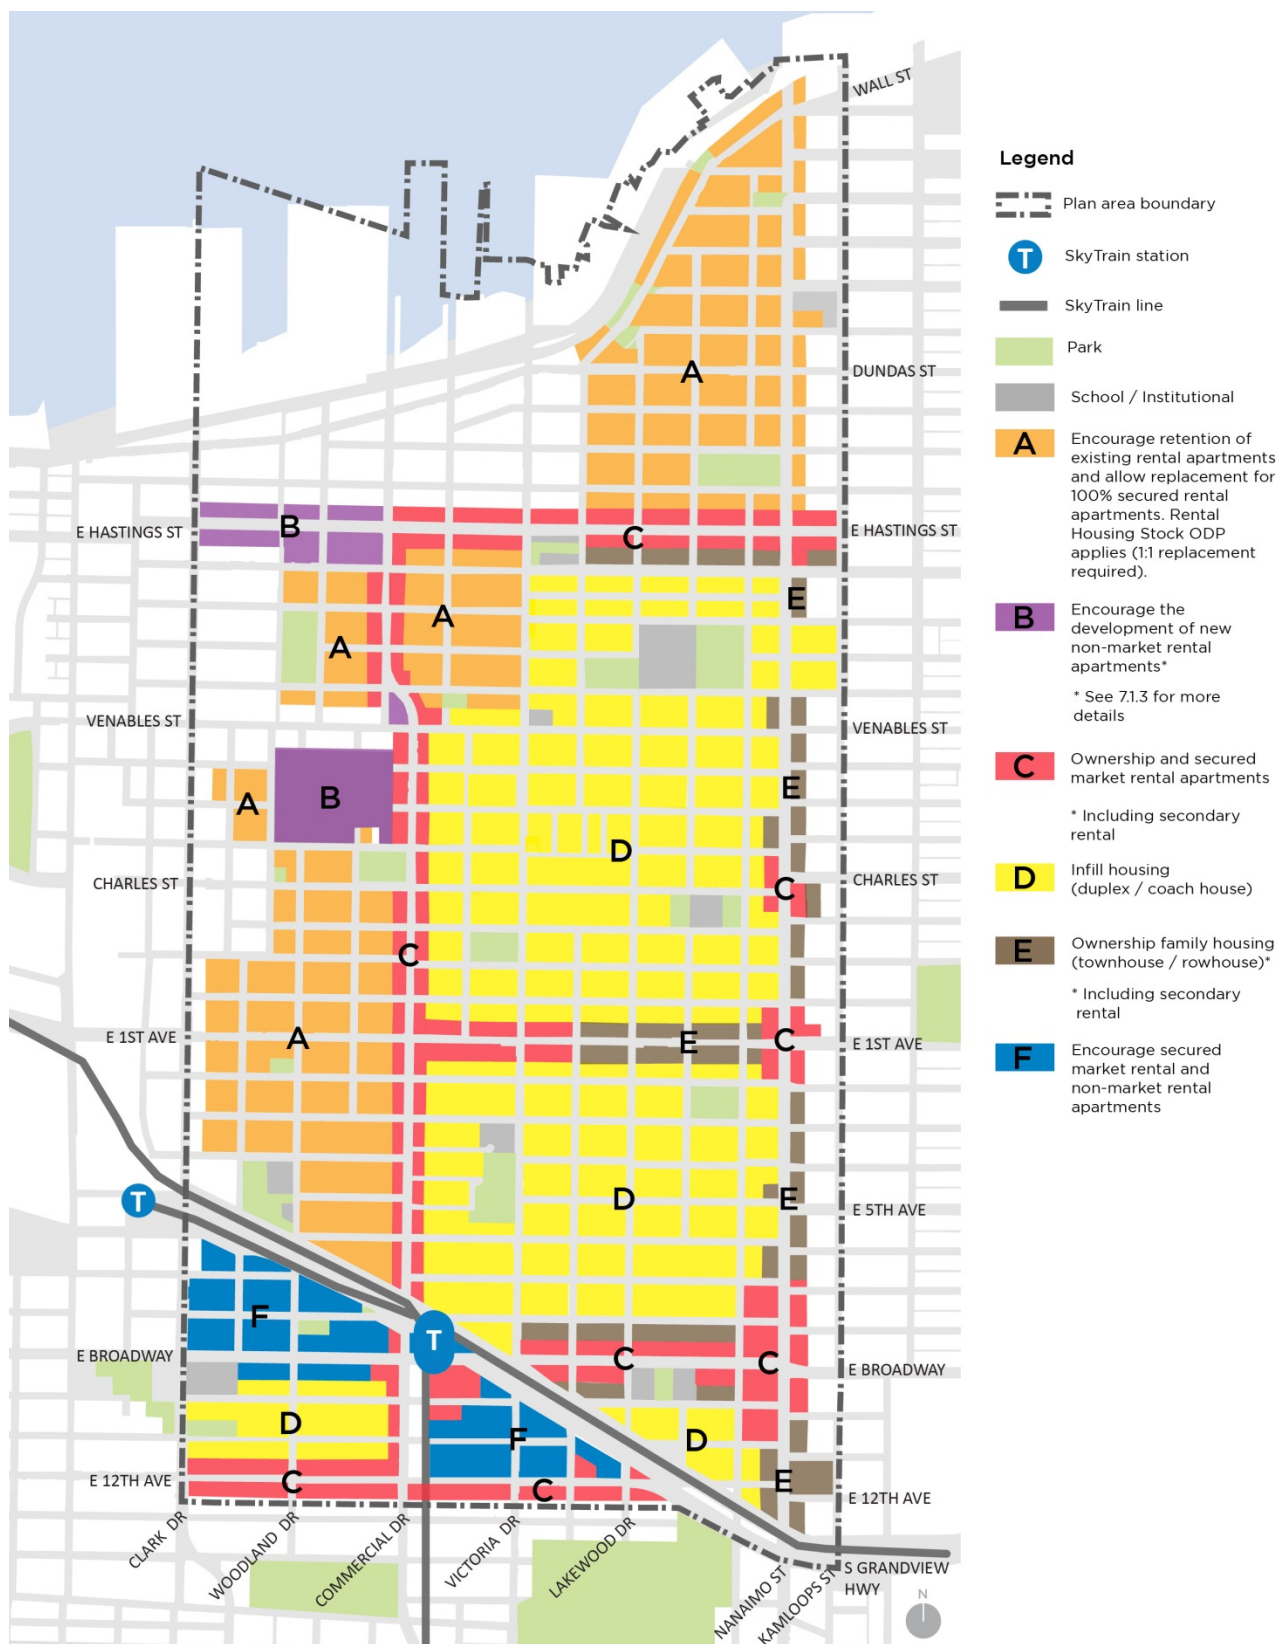 WALL ST
Legend
Plan area boundary
T
SkyTrain station
SkyTrain line
Park
School / Institutional
A
Encourage retention of
existing rental apartments
and allow replacement for
100% secured rental
apartments. Rental
Housing Stock ODP
applies (1:1 replacement
required).
B
Encourage the
development of new
non-market rental
apartments*
* See 7.1.3 for more
details
C
Ownership and secured
market rental apartments
* Including secondary
rental
D
Infill housing
(duplex / coach house)
E
Ownership family housing
(townhouse / rowhouse)*
* Including secondary
rental
F
Encourage secured
market rental and
non-market rental
apartments
A
DUNDAS ST
E HASTINGS ST
B
C
E HASTINGS ST
E
A
A
VENABLES ST
VENABLES ST
E
A
B
D
CHARLES ST
C
CHARLES ST
C
E 1ST AVE
A
E
C
E 1ST AVE
T
D
E
E 5TH AVE
F
T
E BROADWAY
C
C
E BROADWAY
D
F
D
E 12TH AVE
C
C
E
E 12TH AVE
CLARK DR
WOODLAND DR
COMMERCIAL DR
VICTORIA DR
LAKEWOOD DR
NANAIMO ST
KAMLOOPS ST
S GRANDVIEW
HWY
N